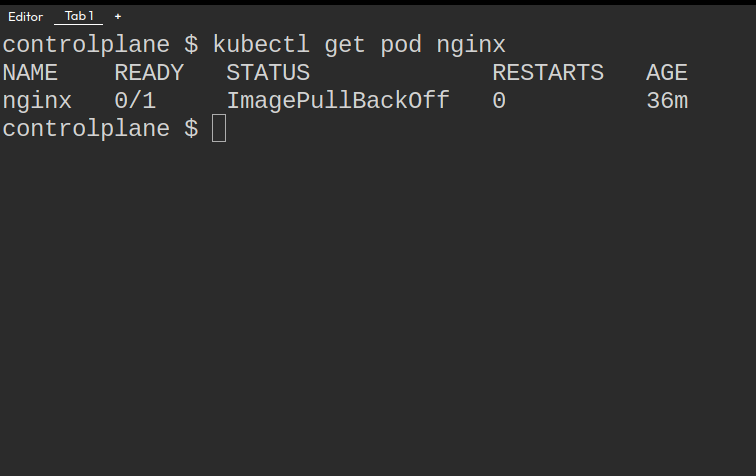 Editor Tab 1 +
controlplane $ kubectl get pod nginx
NAME READY STATUS RESTARTS AGE
nginx 0/1 ImagePullBackOff 0 36m
controlplane $